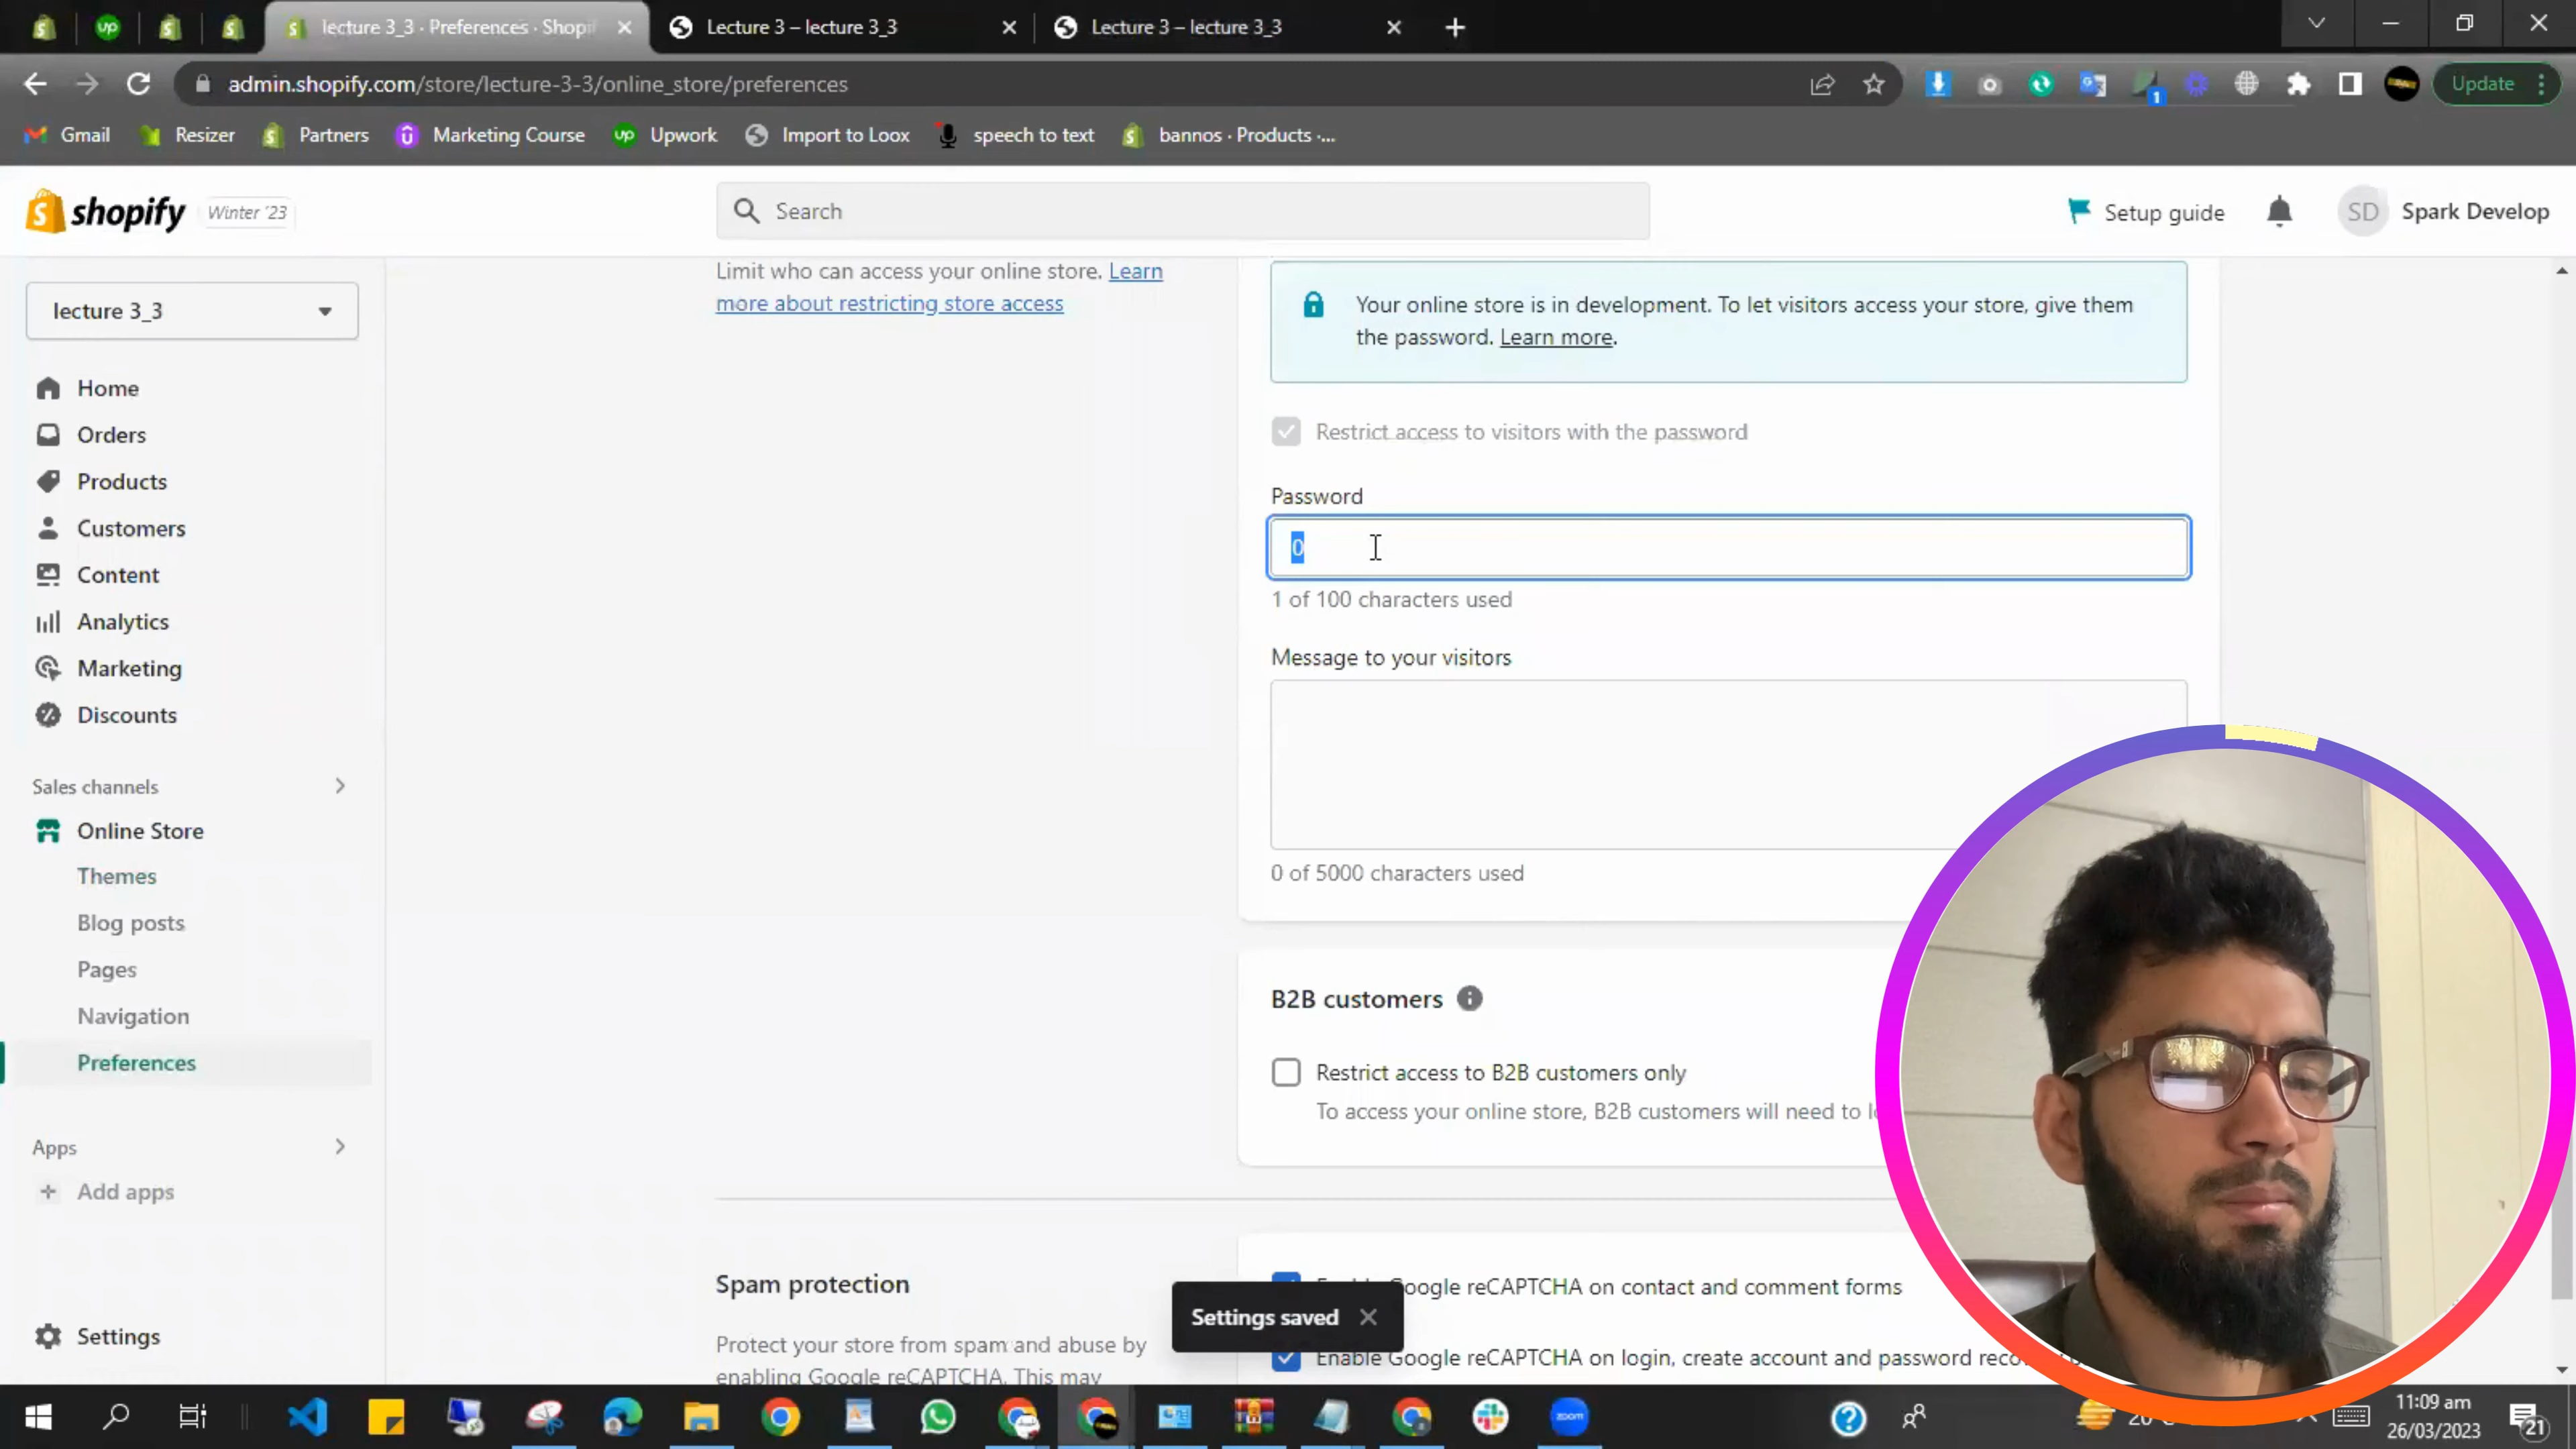 lecture 3_3 · Preferences · Shopi
Lecture 3 – lecture 3_3
Lecture 3 – lecture 3_3
admin.shopify.com/store/lecture-3-3/online_store/preferences
Update
Gmail
Resizer
Partners
Marketing Course
Upwork
Import to Loox
speech to text
bannos · Products ·...
shopify
Winter '23
Search
Setup guide
SD
Spark Develop
lecture 3_3
Home
Orders
Products
Customers
Content
Analytics
Marketing
Discounts
Sales channels
Online Store
Themes
Blog posts
Pages
Navigation
Preferences
Apps
Add apps
Settings
Limit who can access your online store. Learn
more about restricting store access
Your online store is in development. To let visitors access your store, give them
the password. Learn more.
Restrict access to visitors with the password
Password
0
1 of 100 characters used
Message to your visitors
0 of 5000 characters used
B2B customers
Restrict access to B2B customers only
To access your online store, B2B customers will need to
Spam protection
Protect your store from spam and abuse by
enabling Google reCAPTCHA. This may
Google reCAPTCHA on contact and comment forms
Enable Google reCAPTCHA on login, create account and password
Settings saved
zoom
11:09 am
26/03/2023
21